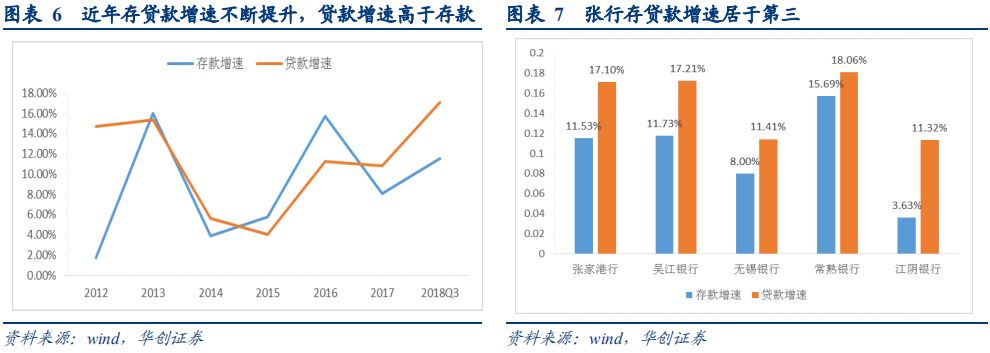 图表 6 近年存贷款增速不断提升，贷款增速高于存款
存款增速 贷款增速
18.00%
16.00%
14.00%
12.00%
10.00%
8.00%
6.00%
4.00%
2.00%
0.00%
2012 2013 2014 2015 2016 2017 2018Q3
资料来源：wind，华创证券
图表 7 张行存贷款增速居于第三
0.2
0.18
0.16
0.14
0.12
0.1
0.08
0.06
0.04
0.02
0
11.53% 17.10% 11.73% 17.21% 8.00% 11.41% 15.69% 18.06% 3.63% 11.32%
张家港行 吴江银行 无锡银行 常熟银行 江阴银行
存款增速 贷款增速
资料来源：wind，华创证券